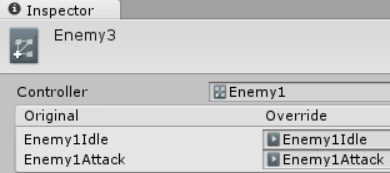 Inspector
Enemy3
Controller Enemy1
Original Override
Enemy1Idle Enemy1Idle
Enemy1Attack Enemy1Attack